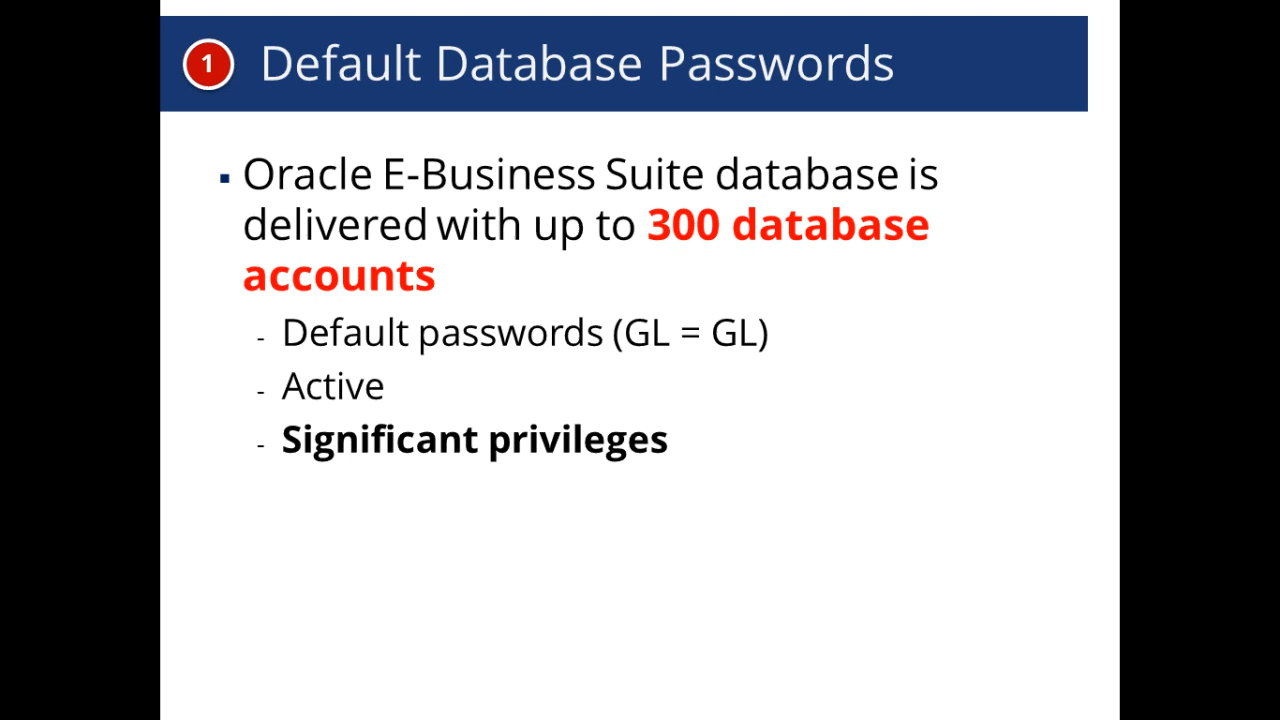 1 Default Database Passwords
▪ Oracle E-Business Suite database is
delivered with up to 300 database
accounts
- Default passwords (GL = GL)
- Active
- Significant privileges